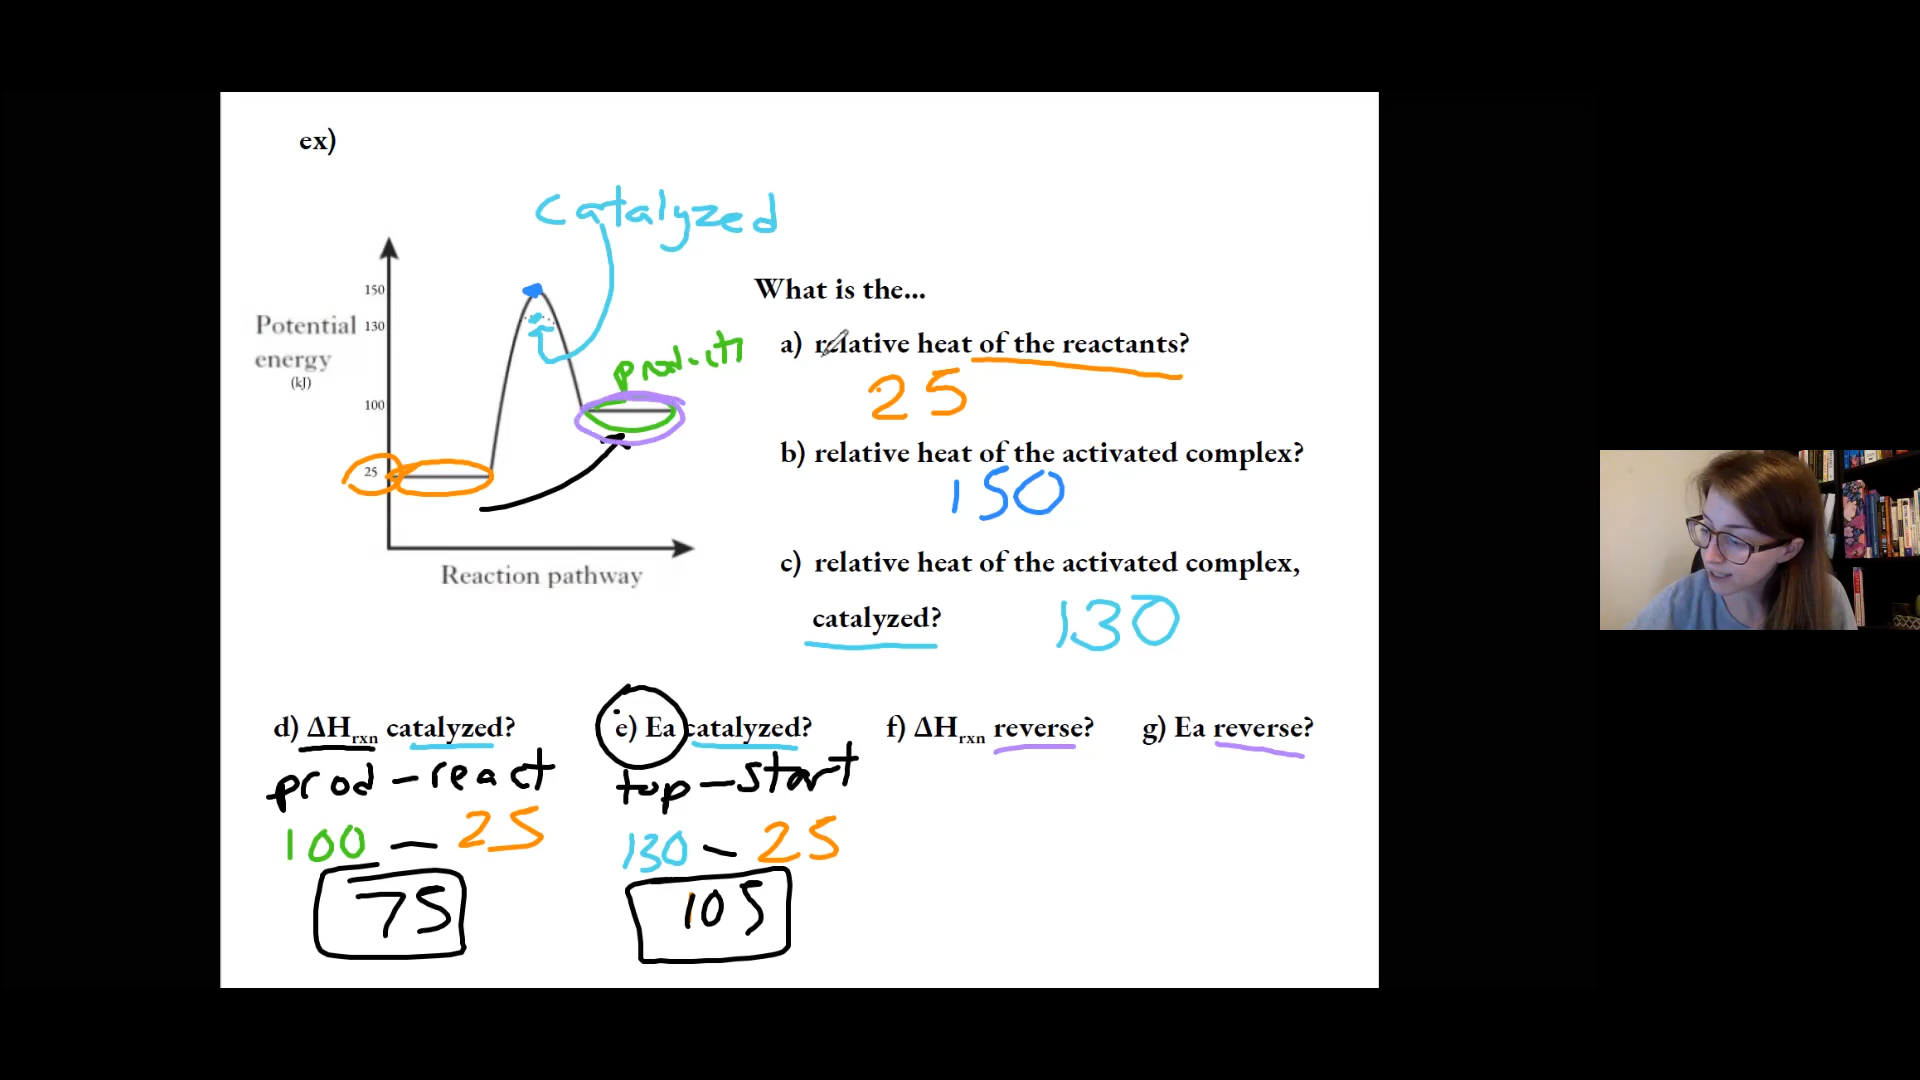 ex)
catalyzed
150
Potential 130
energy
(kJ)
products
100
25
Reaction pathway
What is the...
a) relative heat of the reactants?
25
b) relative heat of the activated complex?
150
c) relative heat of the activated complex,
catalyzed?
130
d) ΔHrxn catalyzed?
prod - react
100 - 25
75
e) Ea catalyzed?
top - start
130 - 25
105
f) ΔHrxn reverse?
g) Ea reverse?